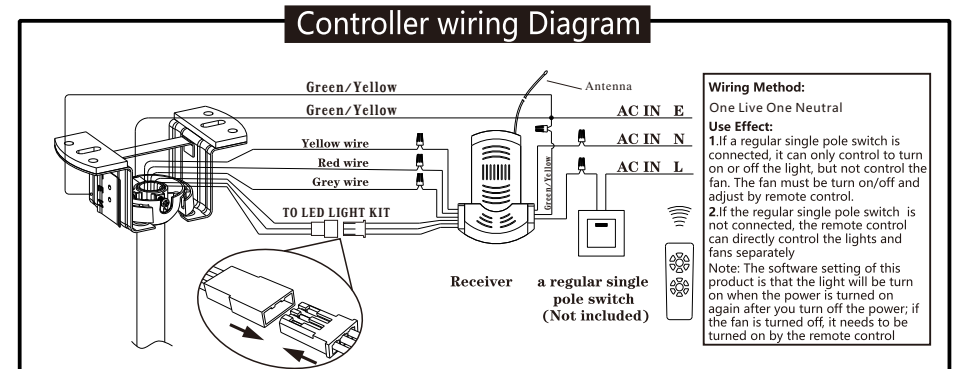 Controller wiring Diagram
Green/Yellow
Antenna
Green/Yellow
AC IN E
Yellow wire
AC IN N
Red wire
AC IN L
Grey wire
Green/Yellow
TO LED LIGHT KIT
Receiver
a regular single
pole switch
(Not included)
Wiring Method:
One Live One Neutral
Use Effect:
1.If a regular single pole switch is
connected, it can only control to turn
on or off the light, but not control the
fan. The fan must be turn on/off and
adjust by remote control.
2.If the regular single pole switch is
not connected, the remote control
can directly control the lights and
fans separately
Note: The software setting of this
product is that the light will be turn
on when the power is turned on
again after you turn off the power; if
the fan is turned off, it needs to be
turned on by the remote control